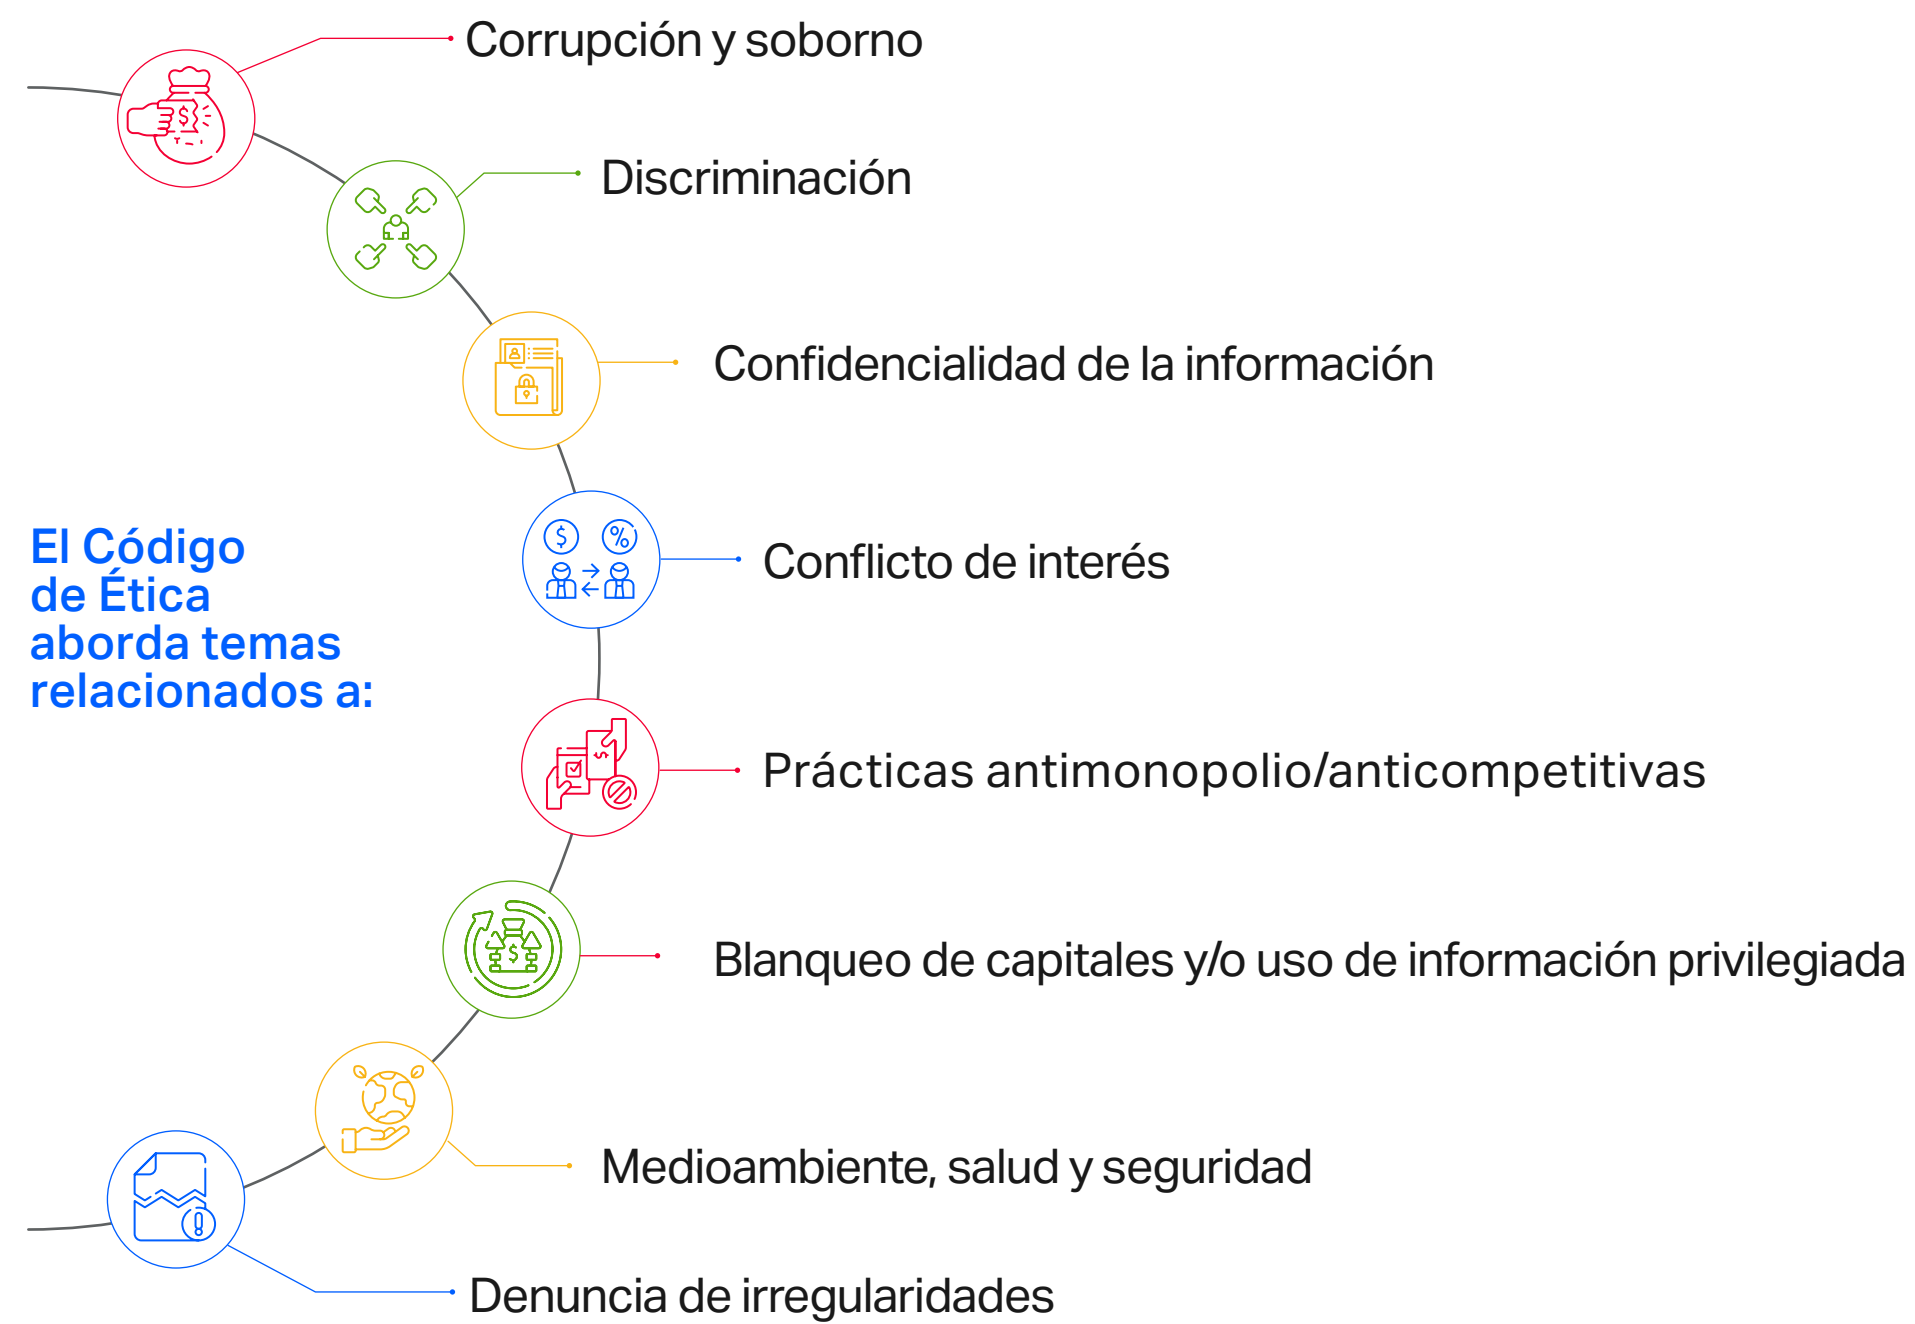 El Código
de Ética
aborda temas
relacionados a:
Corrupción y soborno
Discriminación
Confidencialidad de la información
Conflicto de interés
Prácticas antimonopolio/anticompetitivas
Blanqueo de capitales y/o uso de información privilegiada
Medioambiente, salud y seguridad
Denuncia de irregularidades